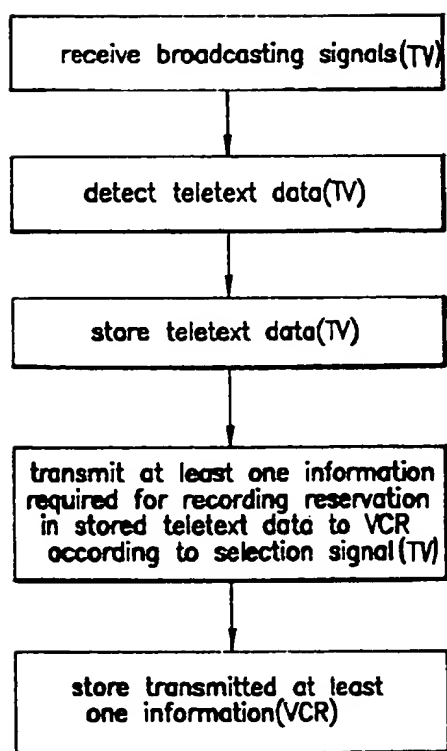 receive broadcasting signals(TV)
detect teletext data(TV)
store teletext data(TV)
transmit at least one information
required for recording reservation
in stored teletext data to VCR
according to selection signal(TV)
store transmitted at least
one information(VCR)